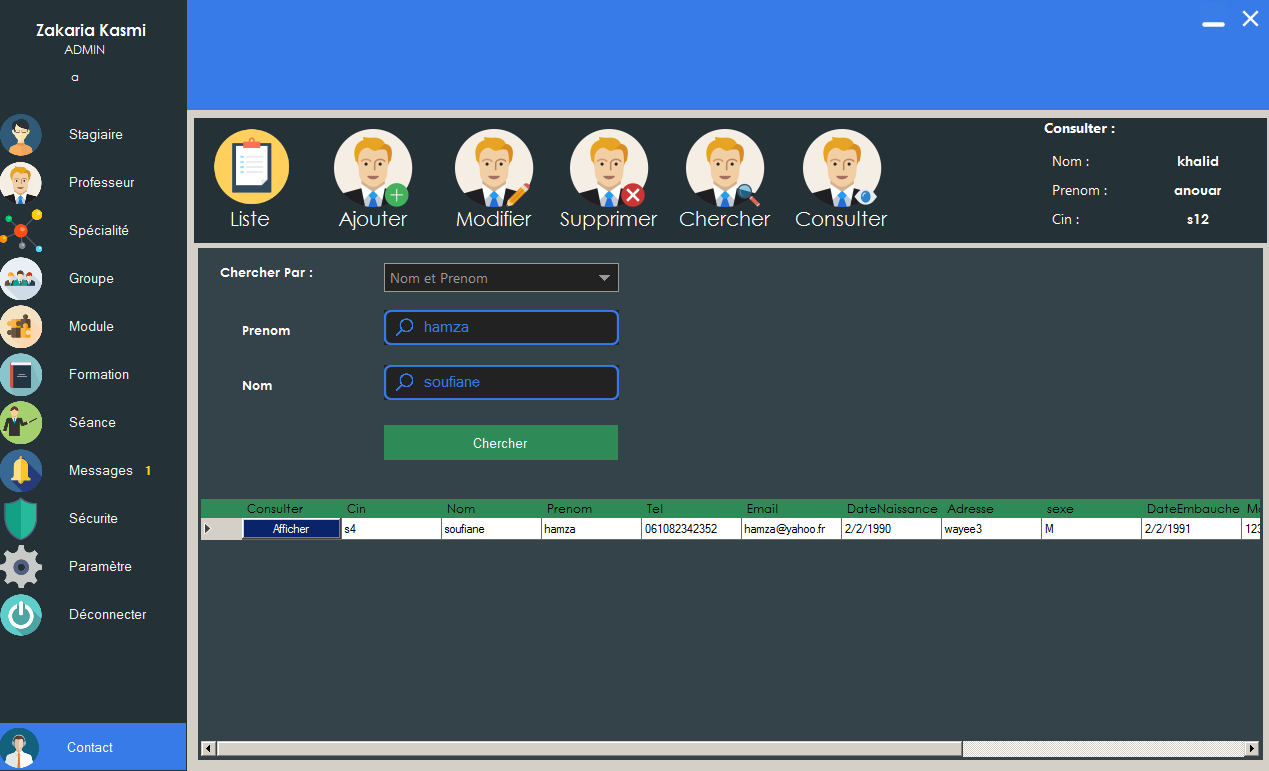 Zakaria Kasmi
ADMIN
a
Stagiaire
Professeur
Spécialité
Groupe
Module
Formation
Séance
Messages 1
Sécurite
Paramètre
Déconnecter
Contact
Liste Ajouter Modifier Supprimer Chercher Consulter
Consulter :
Nom : khalid
Prenom : anouar
Cin : s12
Chercher Par : Nom et Prenom
Prenom hamza
Nom soufiane
Chercher
Consulter Cin Nom Prenom Tel Email DateNaissance Adresse sexe DateEmbauche
Afficher s4 soufiane hamza 061082342352 hamza@yahoo.fr 2/2/1990 wayee3 M 2/2/1991